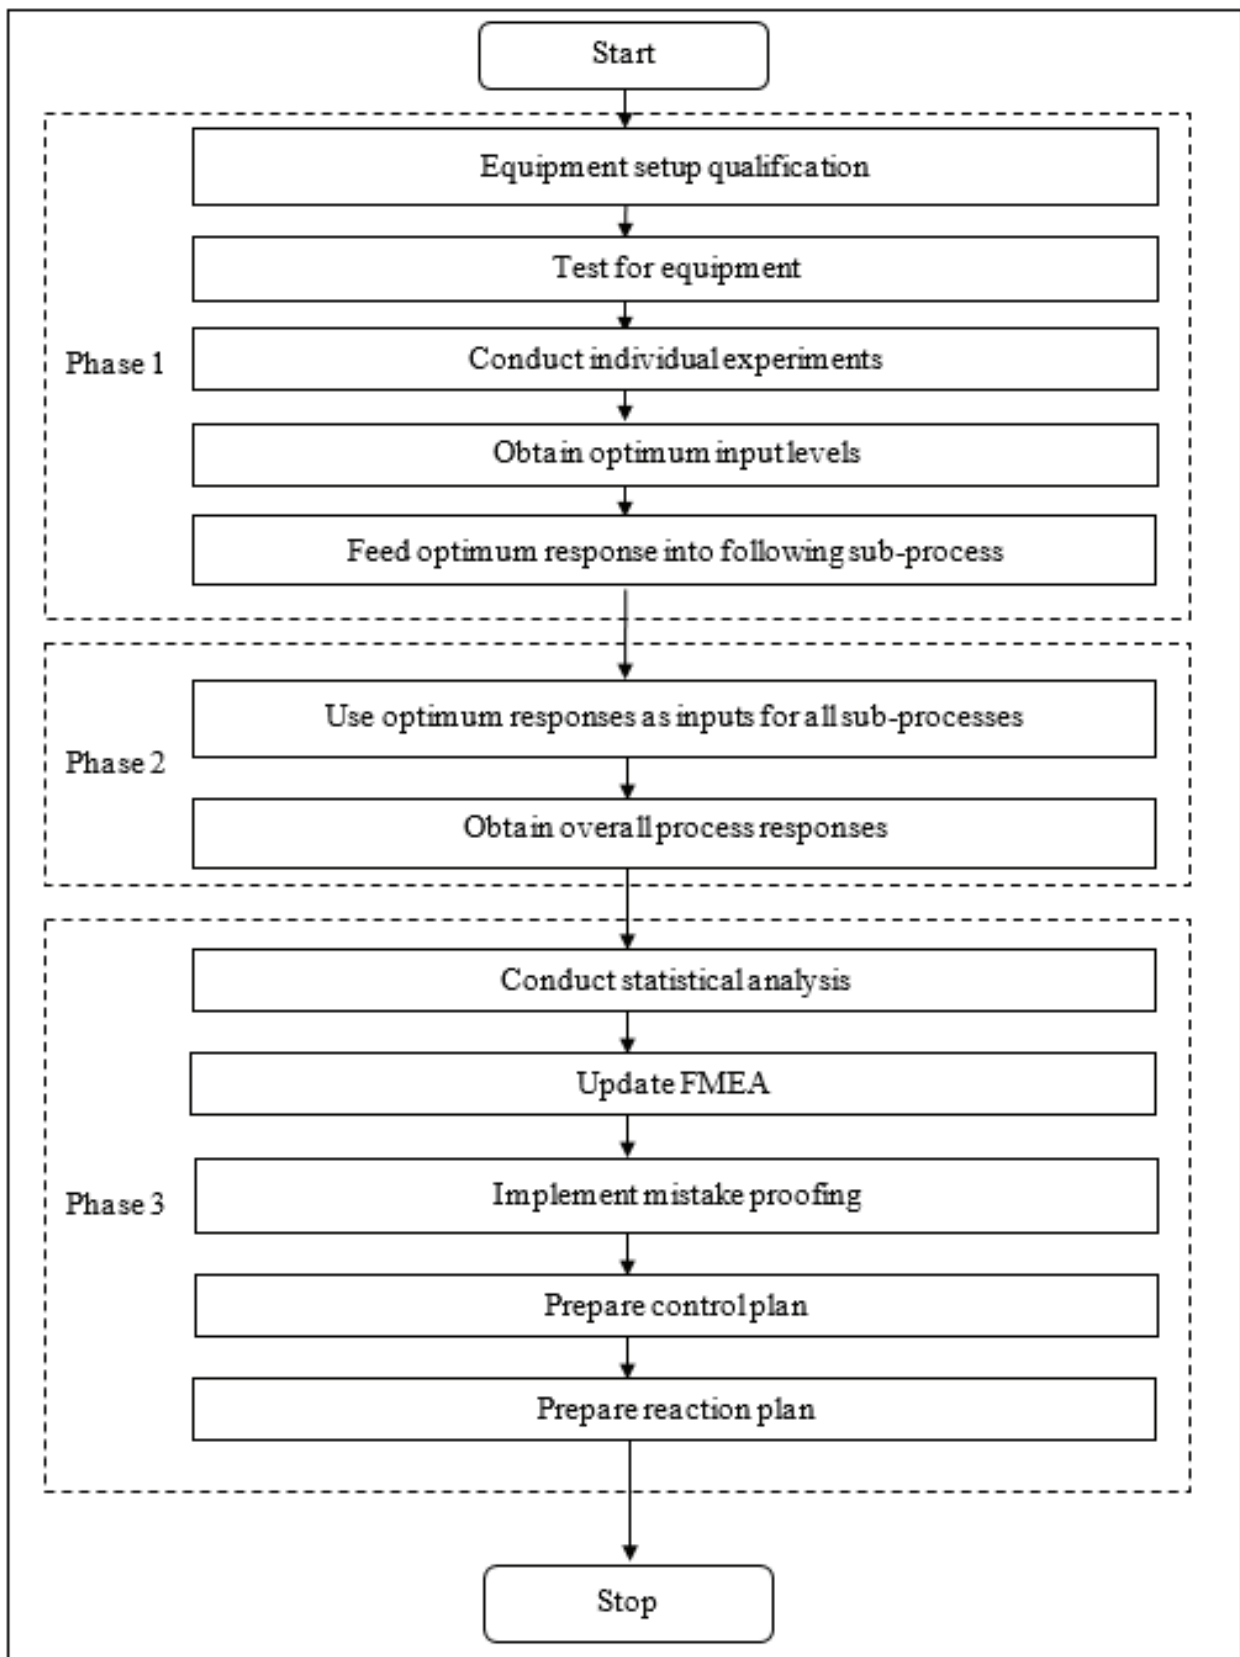 Start
Equipment setup qualification
Test for equipment
Phase 1
Conduct individual experiments
Obtain optimum input levels
Feed optimum response into following sub-process
Use optimum responses as inputs for all sub-processes
Phase 2
Obtain overall process responses
Conduct statistical analysis
Update FMEA
Implement mistake proofing
Phase 3
Prepare control plan
Prepare reaction plan
Stop